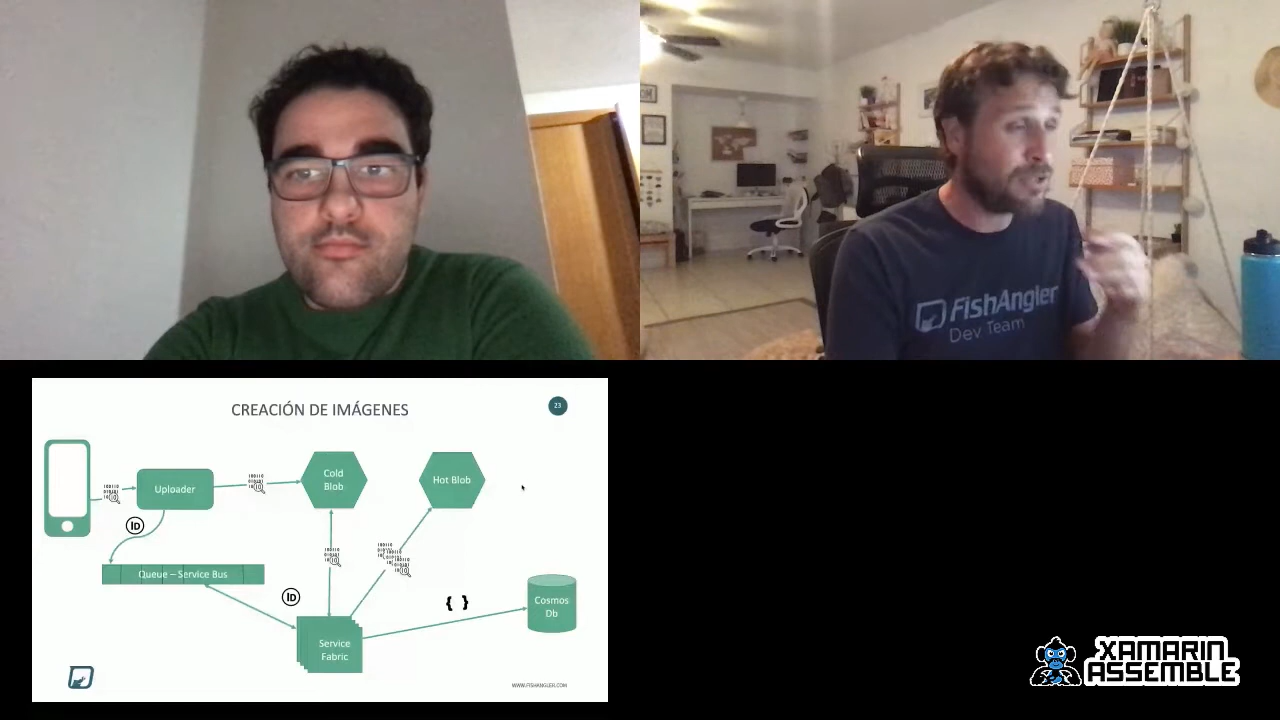 FishAngler
Dev Team
CREACIÓN DE IMÁGENES
23
Uploader
Cold
Blob
Hot Blob
ID
Queue – Service Bus
ID
{ }
Cosmos
Db
Service
Fabric
WWW.FISHANGLER.COM
XAMARIN
ASSEMBLE